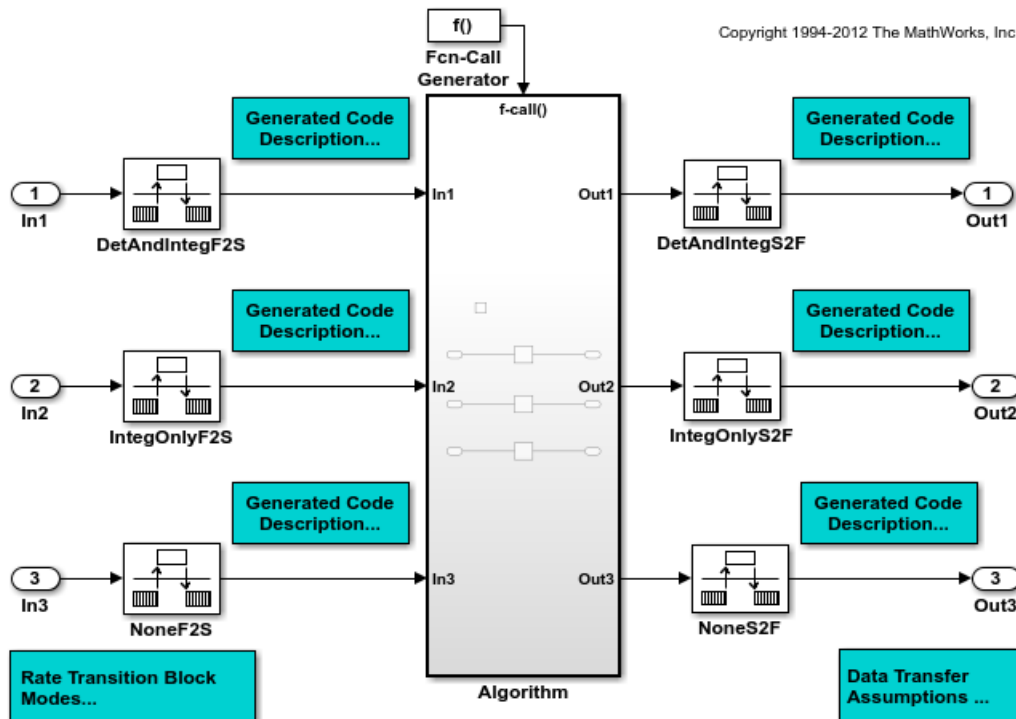 f()
Copyright 1994-2012 The MathWorks, Inc
Fcn-Call
Generator
f-call()
Generated Code
Description...
Generated Code
Description...
1
In1
DetAndIntegF2S
In1
Out1
DetAndIntegS2F
1
Out1
Generated Code
Description...
Generated Code
Description...
2
In2
IntegOnlyF2S
In2
Out2
IntegOnlyS2F
2
Out2
Generated Code
Description...
Generated Code
Description...
3
In3
NoneF2S
In3
Out3
NoneS2F
3
Out3
Rate Transition Block
Modes...
Algorithm
Data Transfer
Assumptions ...